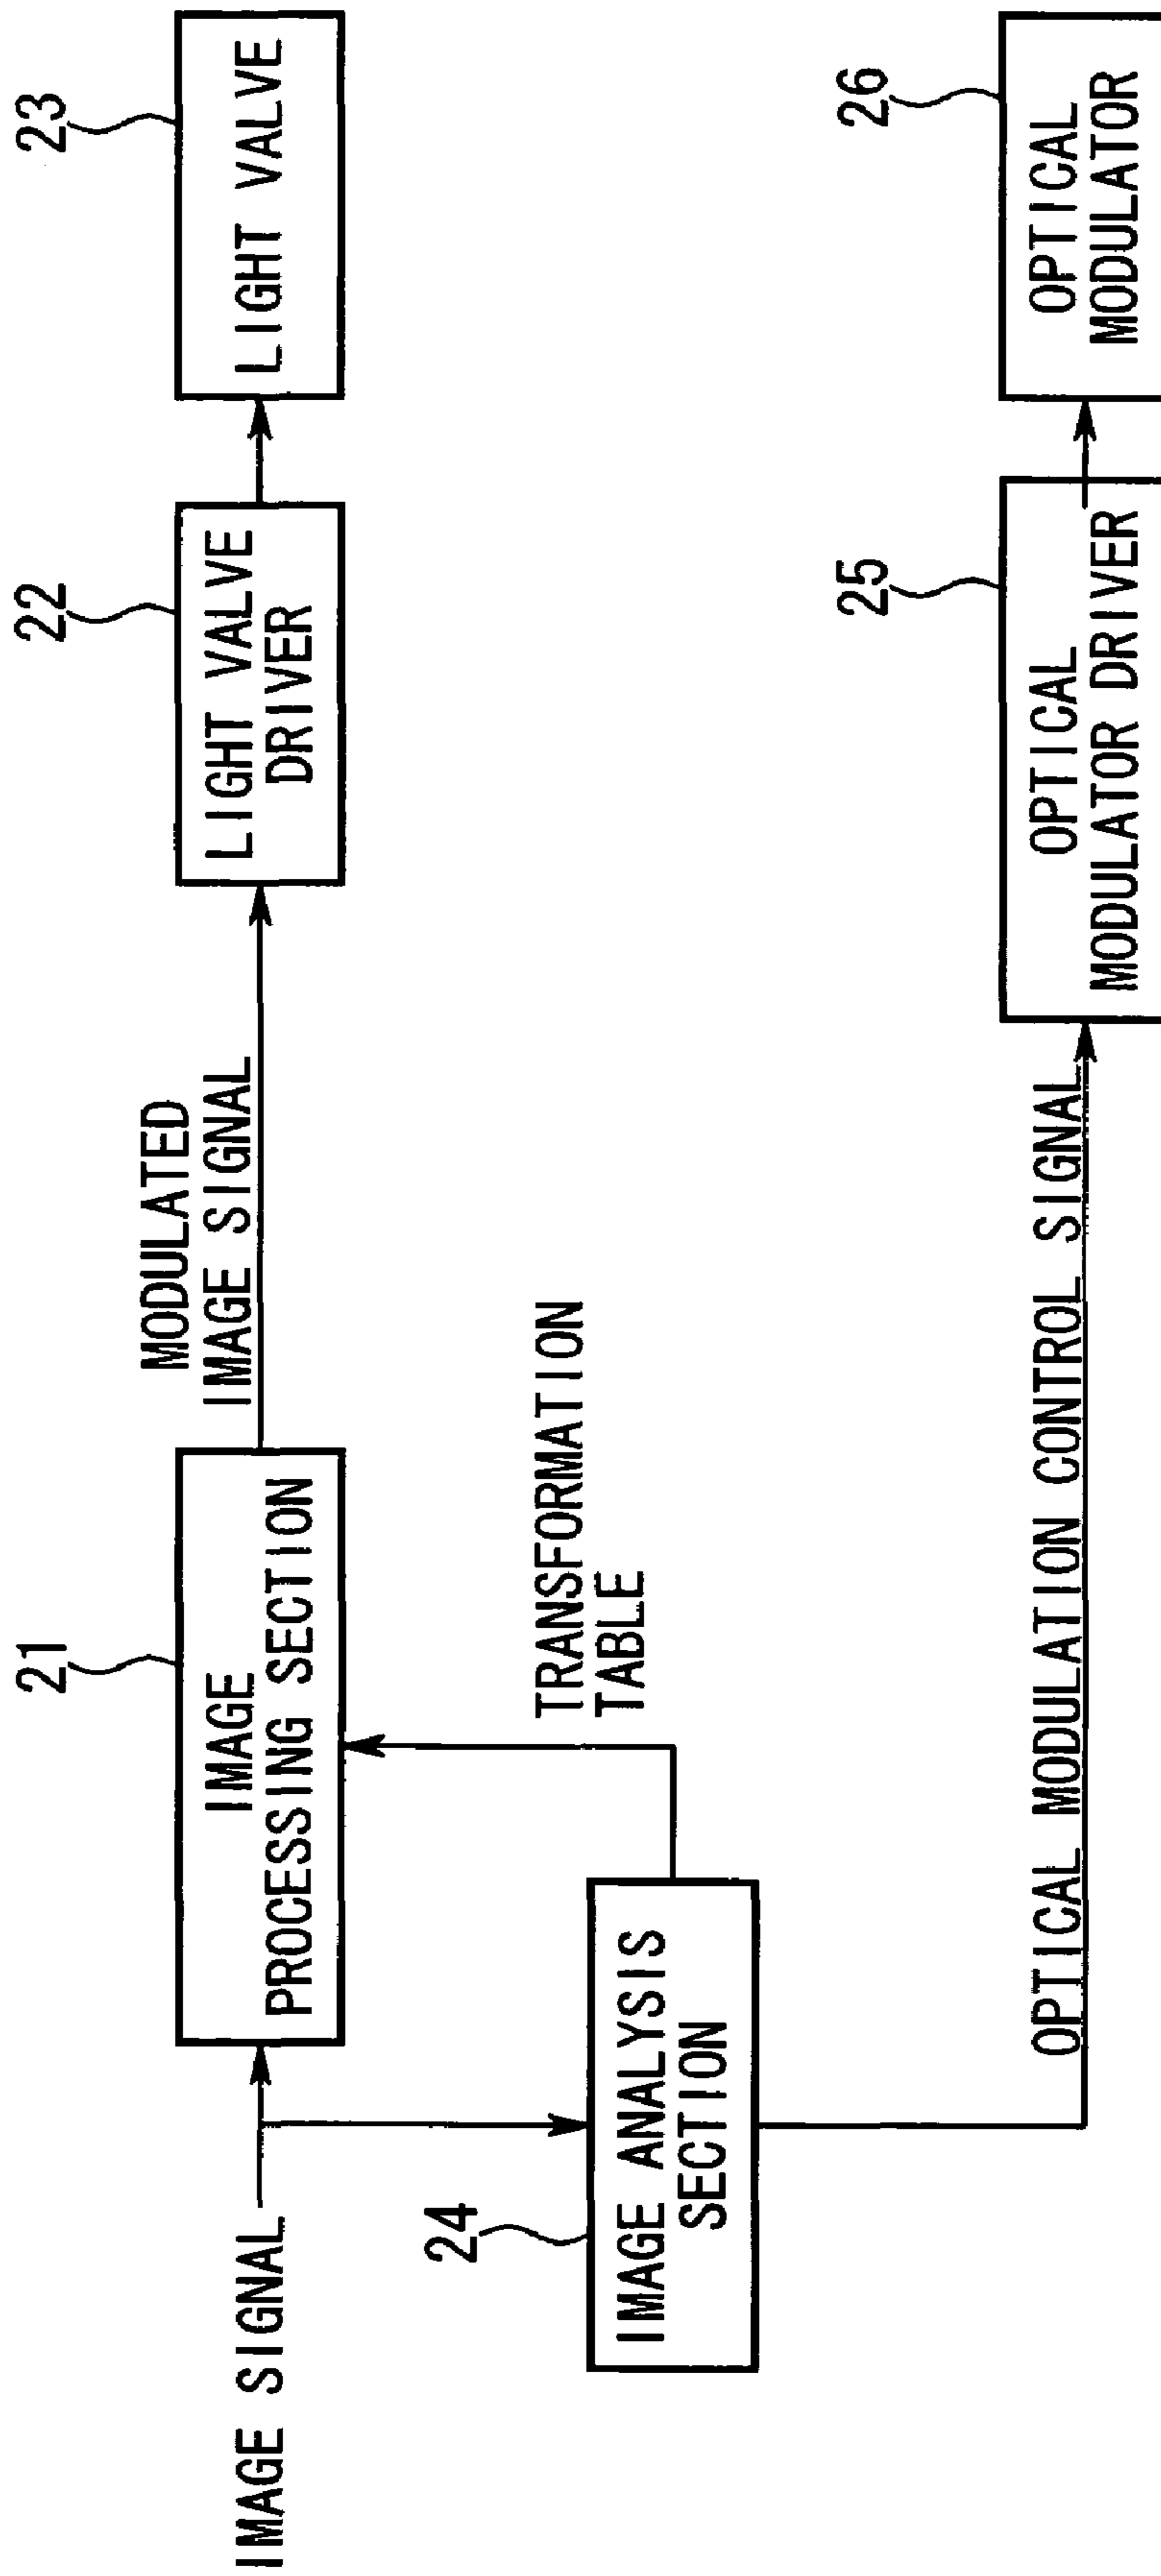 21
22
23
MODULATED
IMAGE SIGNAL
IMAGE SIGNAL
IMAGE
PROCESSING SECTION
LIGHT VALVE
DRIVER
LIGHT VALVE
24
TRANSFORMATION
TABLE
IMAGE ANALYSIS
SECTION
25
26
OPTICAL MODULATION CONTROL SIGNAL
OPTICAL
MODULATOR DRIVER
OPTICAL
MODULATOR